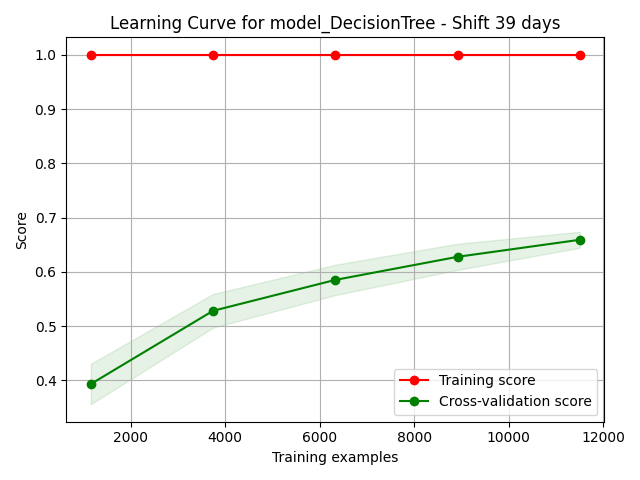 Learning Curve for model_DecisionTree - Shift 39 days
1.0
0.9
0.8
0.7
0.6
0.5
0.4
Score
2000 4000 6000 8000 10000 12000
Training examples
Training score
Cross-validation score